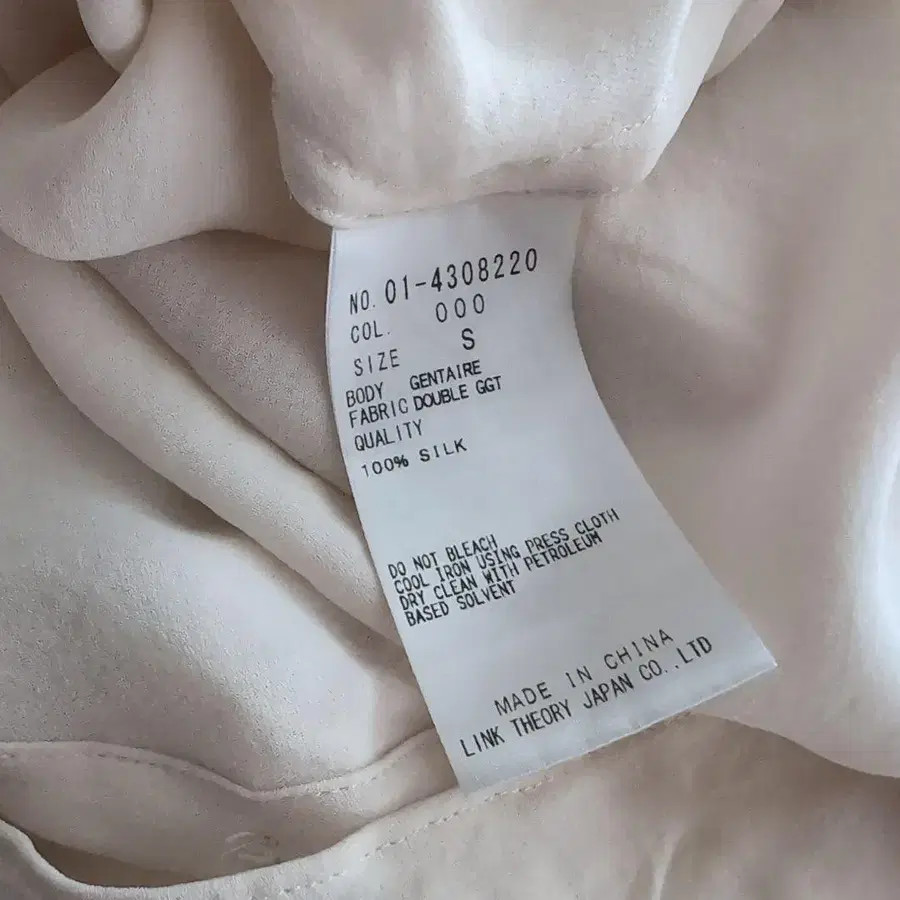 NO. 01-4308220
COL. 000
SIZE S
BODY GENTAIRE
FABRIC DOUBLE GGT
QUALITY
100% SILK
DO NOT BLEACH
COOL IRON USING PRESS CLOTH
DRY CLEAN WITH PETROLEUM
BASED SOLVENT
MADE IN CHINA
LINK THEORY JAPAN CO.,LTD